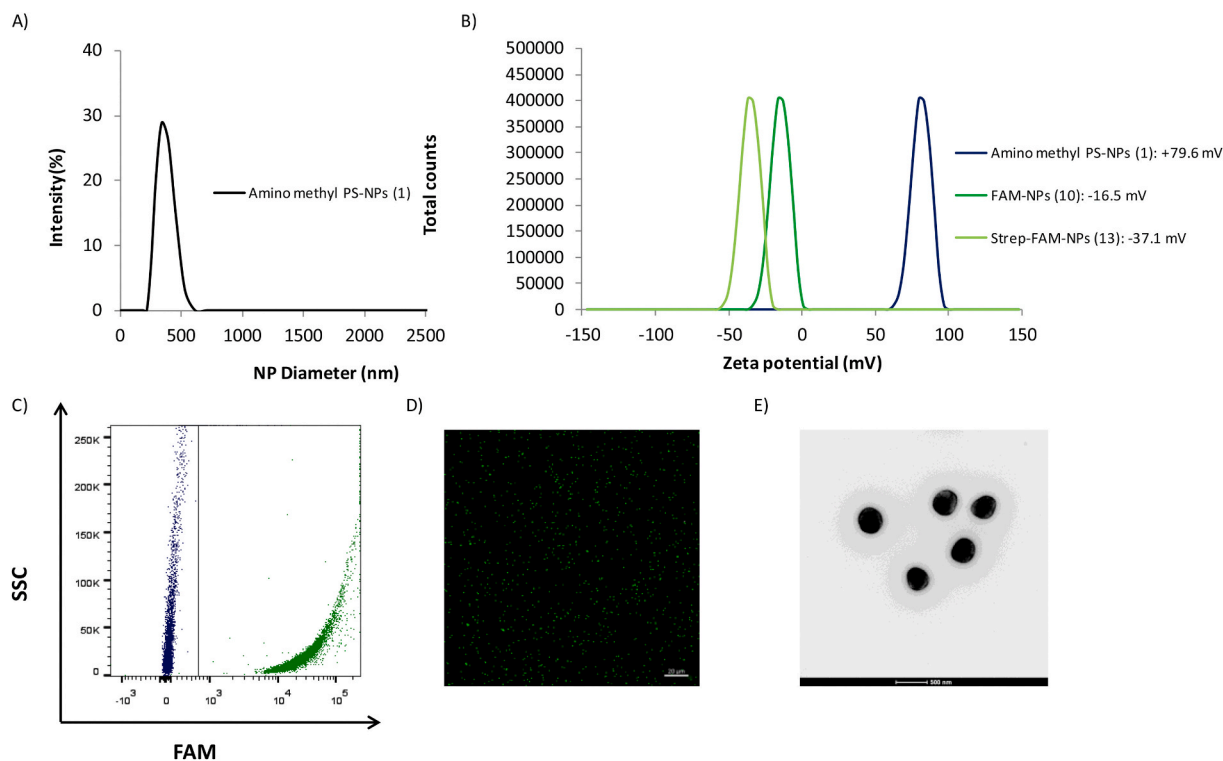 A)
40
30
20
10
0
Intensity(%)
Amino methyl PS-NPs (1)
0 500 1000 1500 2000 2500
NP Diameter (nm)
B)
500000
450000
400000
350000
300000
250000
200000
150000
100000
50000
0
Total counts
-150 -100 -50 0 50 100 150
Zeta potential (mV)
Amino methyl PS-NPs (1): +79.6 mV
FAM-NPs (10): -16.5 mV
Strep-FAM-NPs (13): -37.1 mV
C)
250K
200K
150K
100K
50K
0
SSC
-10³ 0 10³ 10⁴ 10⁵
FAM
D)
20 µm
E)
500 nm